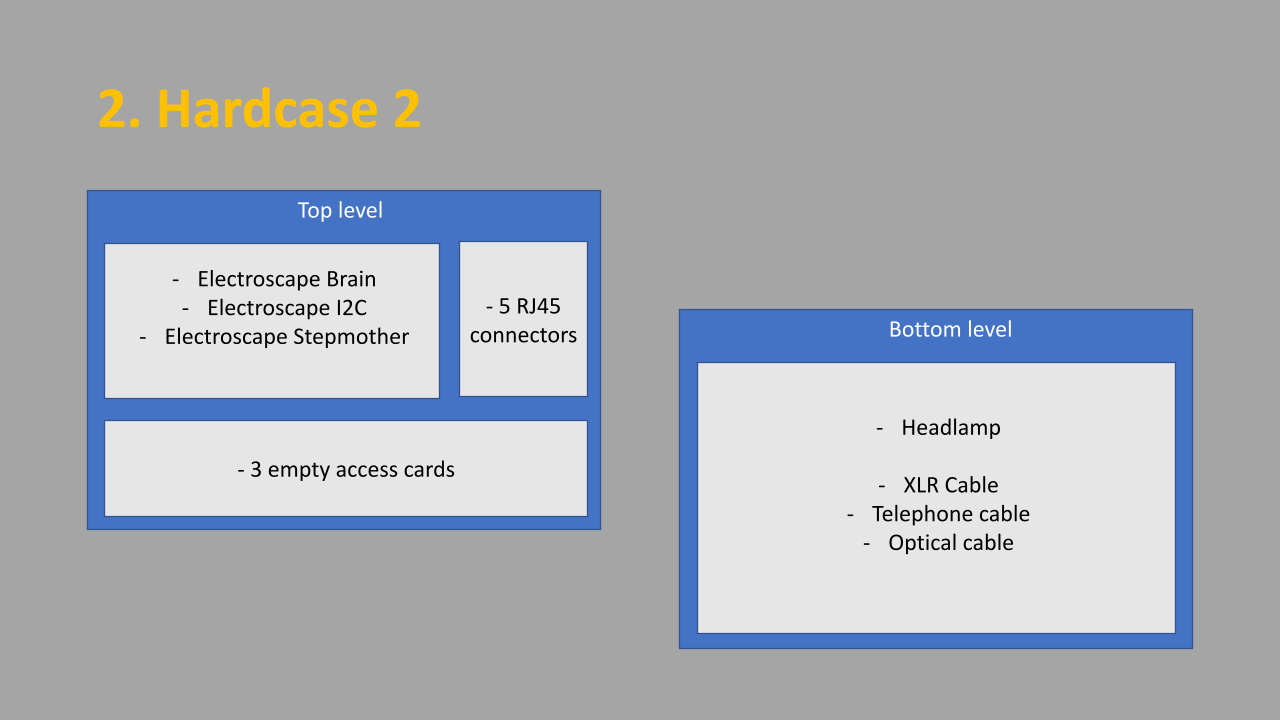 2. Hardcase 2
Top level
- Electroscape Brain
- Electroscape I2C
- Electroscape Stepmother
- 5 RJ45
connectors
- 3 empty access cards
Bottom level
- Headlamp
- XLR Cable
- Telephone cable
- Optical cable